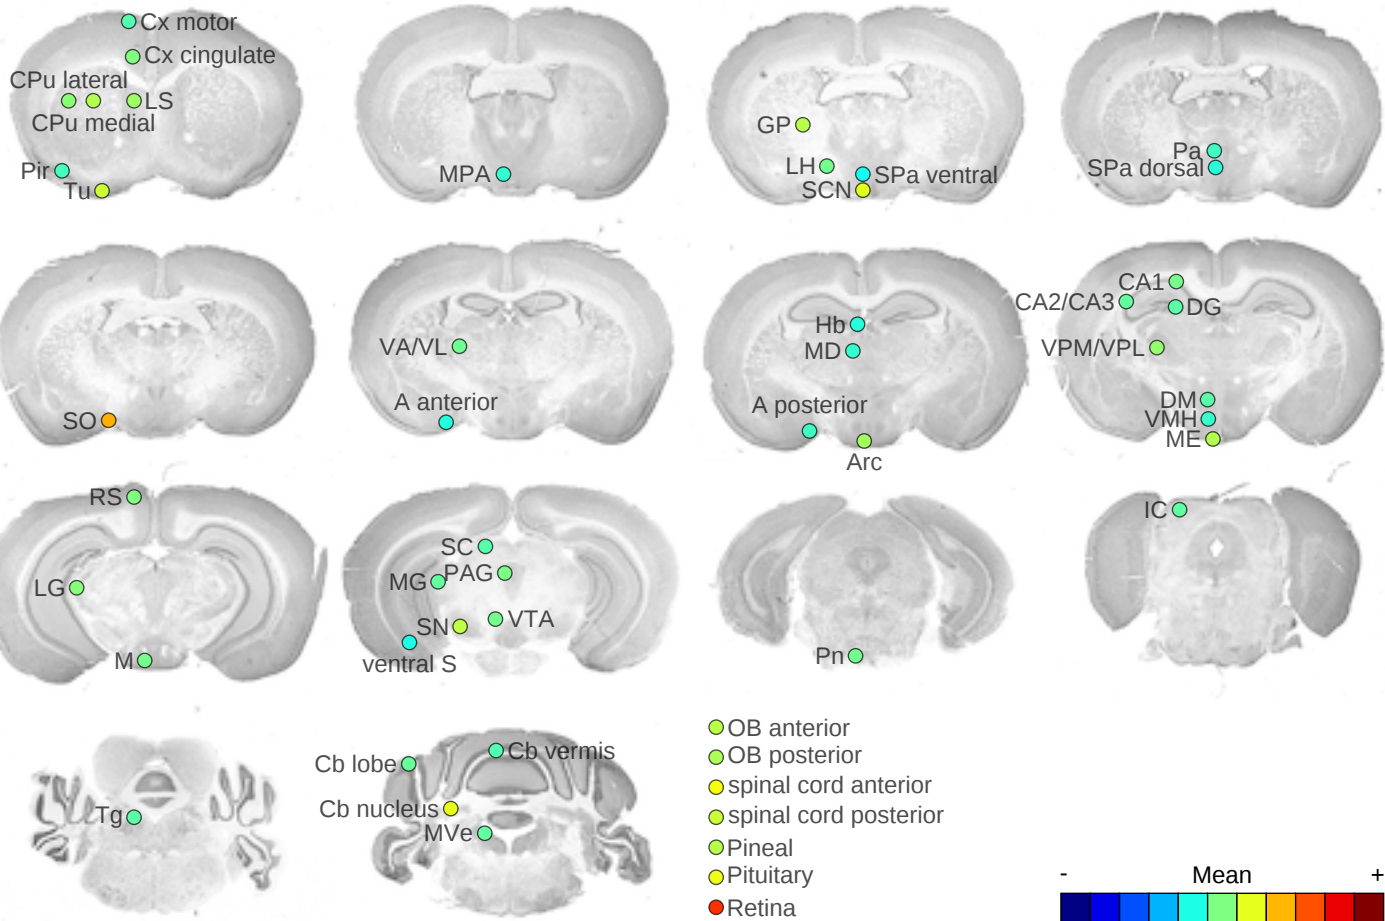 Cx motor
Cx cingulate
CPu lateral
LS
CPu medial
Pir
Tu
MPA
GP
LH
SPa ventral
SCN
Pa
SPa dorsal
SO
VA/VL
A anterior
Hb
MD
A posterior
Arc
CA1
CA2/CA3
DG
VPM/VPL
DM
VMH
ME
RS
LG
M
SC
MG
PAG
SN
VTA
ventral S
Pn
IC
Tg
Cb lobe
Cb vermis
Cb nucleus
MVe
OB anterior
OB posterior
spinal cord anterior
spinal cord posterior
Pineal
Pituitary
Retina
- Mean +